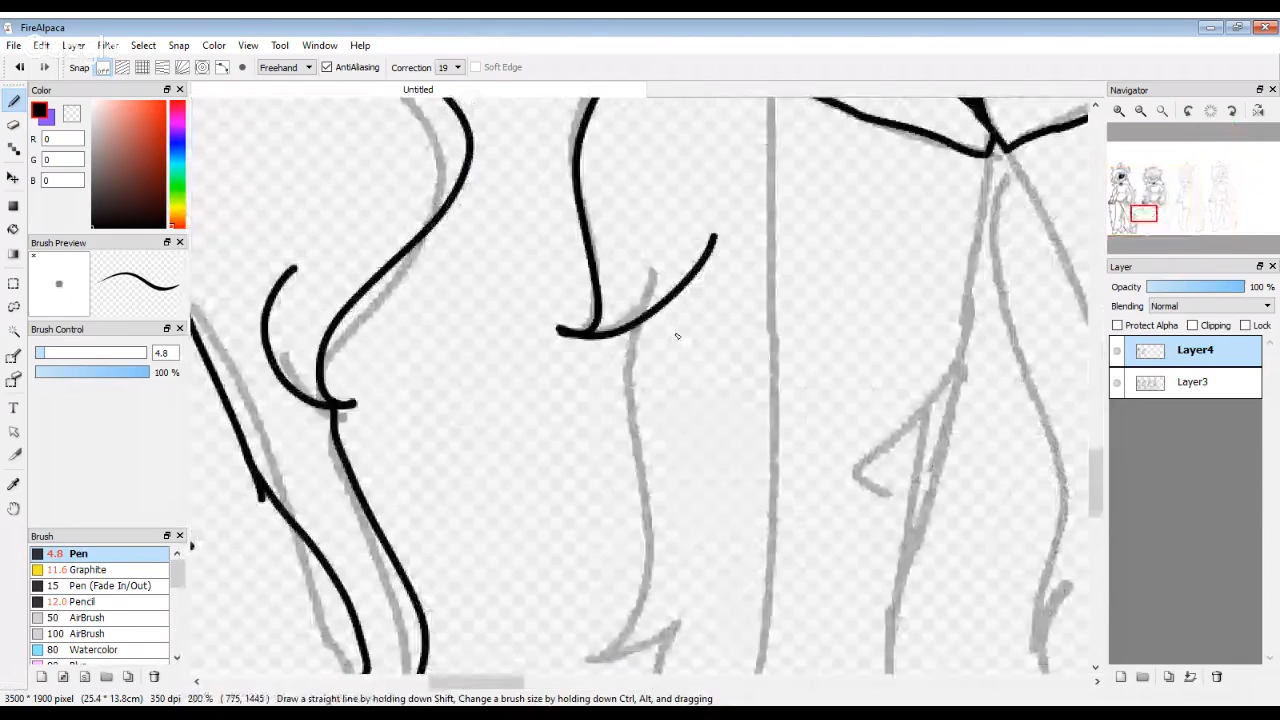 FireAlpaca
File Edit Layer Filter Select Snap Color View Tool Window Help
Snap OFF Freehand AntiAliasing Correction 19 Soft Edge
Color
Untitled
Navigator
R 0
G 0
B 0
Brush Preview
Layer
Opacity 100 %
Blending Normal
Protect Alpha Clipping Lock
Brush Control
4.8
100 %
Layer4
Layer3
Brush
4.8 Pen
11.6 Graphite
15 Pen (Fade In/Out)
12.0 Pencil
50 AirBrush
100 AirBrush
80 Watercolor
3500 * 1900 pixel (25.4 * 13.8cm) 350 dpi 200 % ( 775, 1445) Draw a straight line by holding down Shift, Change a brush size by holding down Ctrl, Alt, and dragging